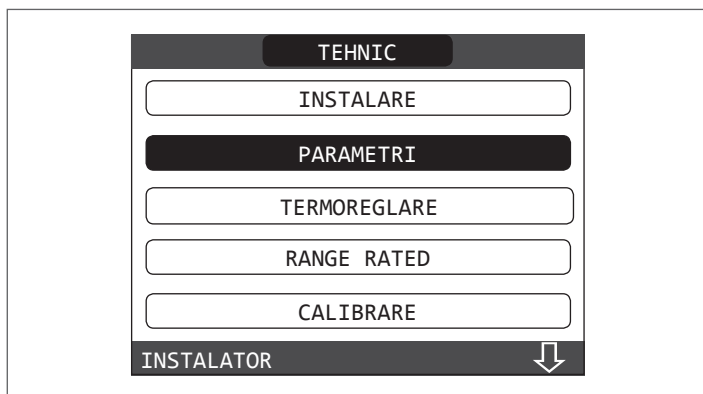 TEHNIC
INSTALARE
PARAMETRI
TERMOREGLARE
RANGE RATED
CALIBRARE
INSTALATOR